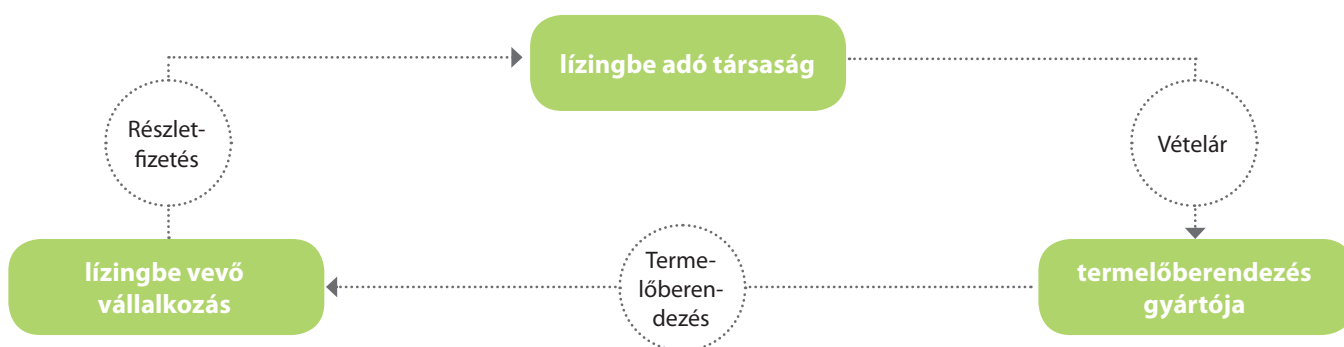 lízingbe adó társaság
Részlet-
fizetés
Vételár
lízingbe vevő
vállalkozás
Terme-
lőberen-
dezés
termelőberendezés
gyártója